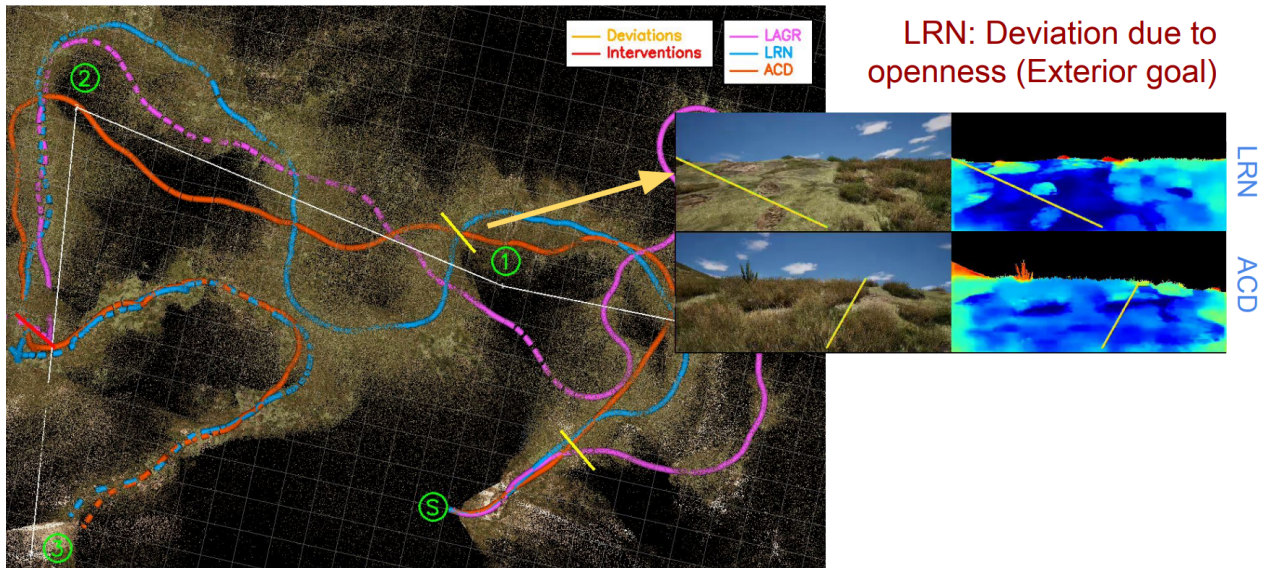 Deviations
Interventions
LAGR
LRN
ACD
LRN: Deviation due to
openness (Exterior goal)
2
1
S
3
LRN
ACD